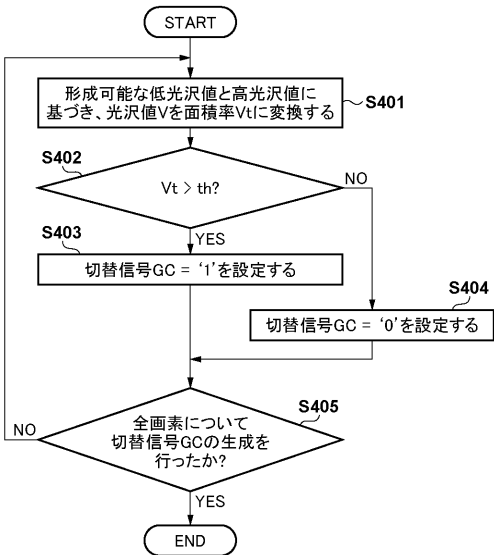 START
形成可能な低光沢値と高光沢値に
基づき、光沢値Vを面積率Vtに変換する
S401
S402
Vt > th?
NO
YES
S403
切替信号GC = ‘1’を設定する
S404
切替信号GC = ‘0’を設定する
S405
全画素について
切替信号GCの生成を
行ったか?
NO
YES
END